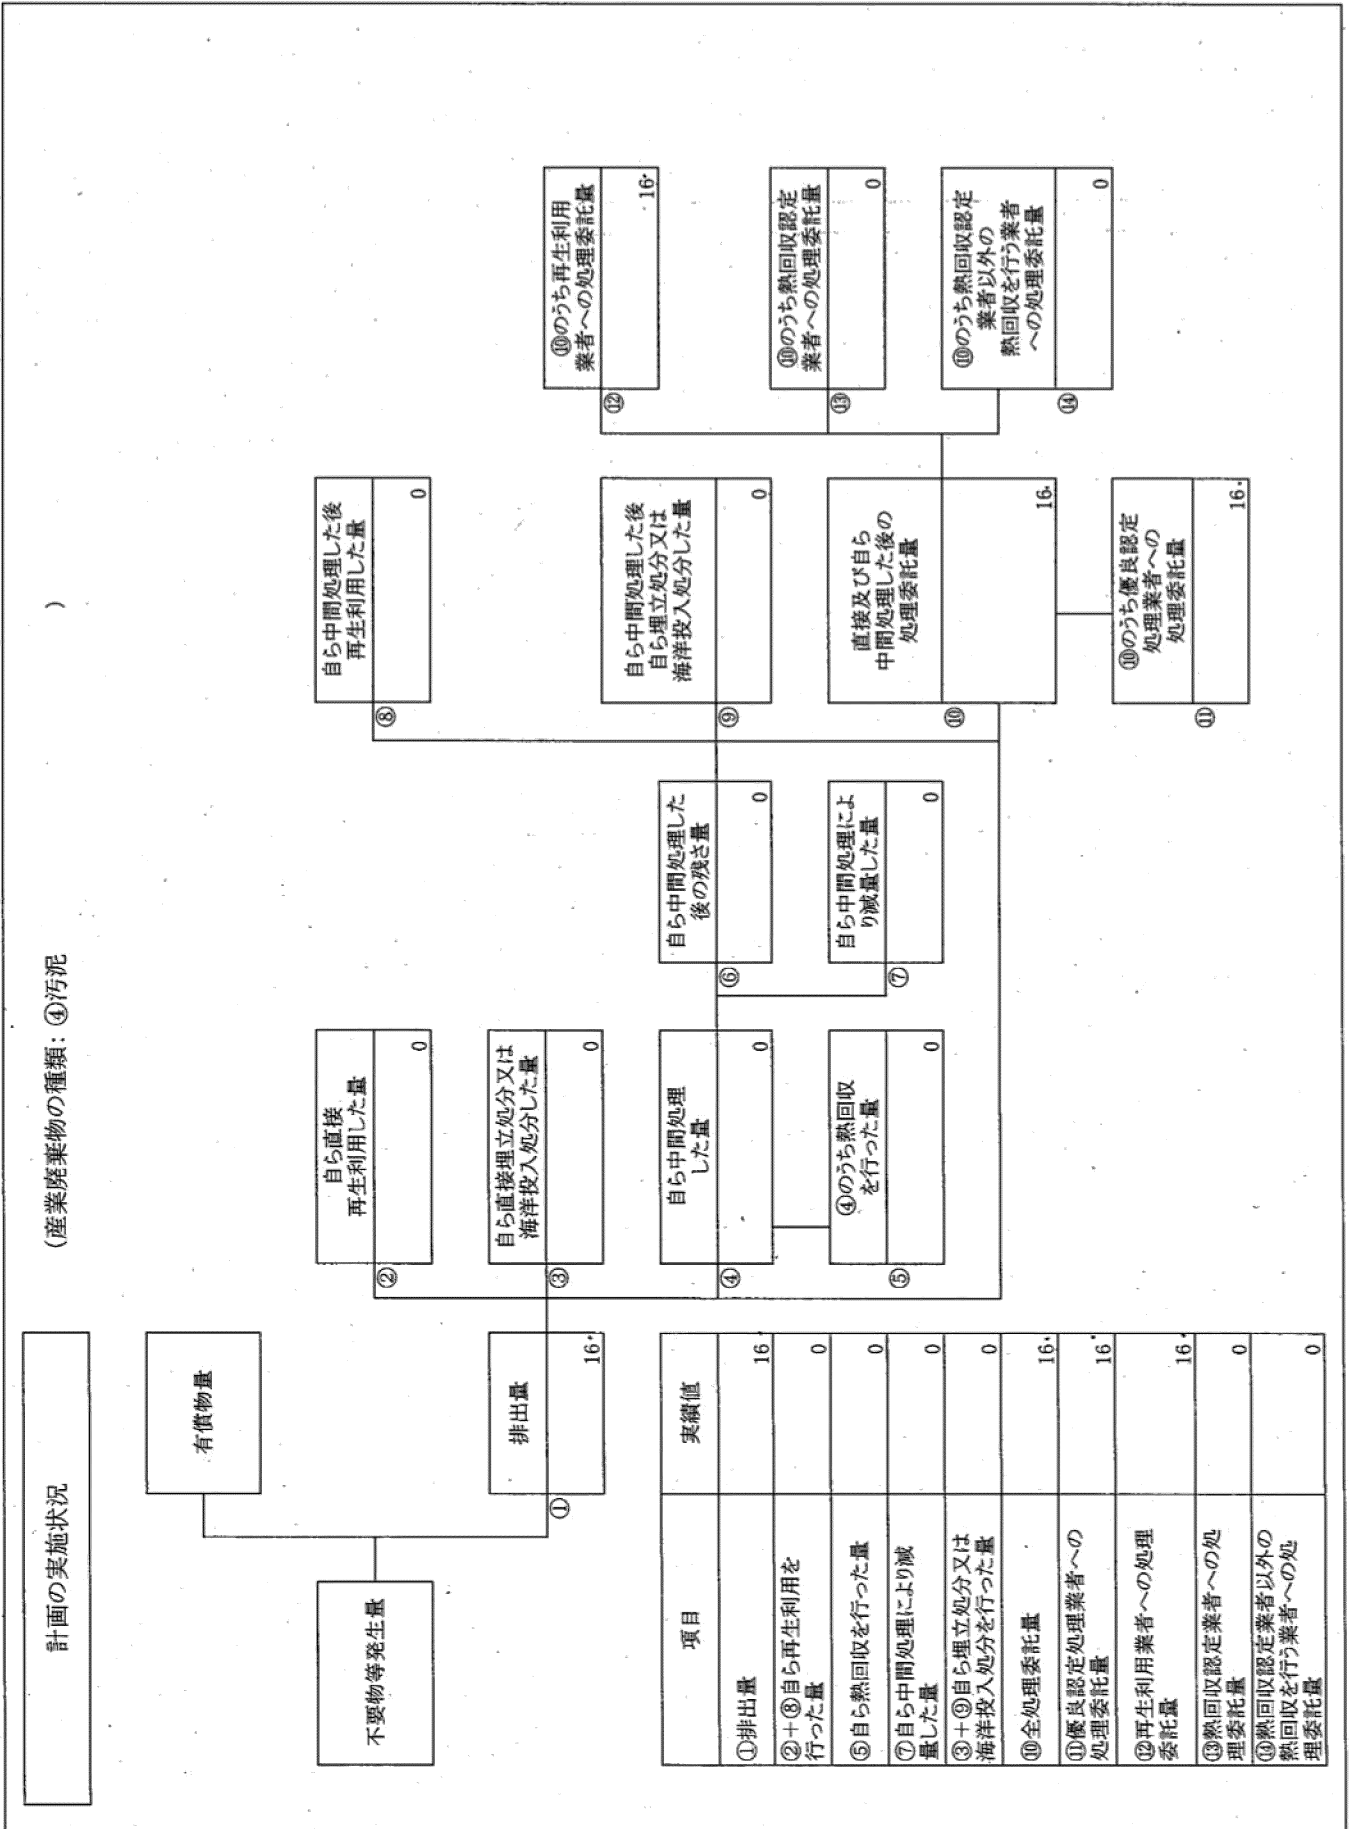 計画の実施状況
(産業廃棄物の種類：④汚泥
)
不要物等発生量
有償物量
①
排出量
16
②
自ら直接
再生利用した量
0
③
自ら直接埋立処分又は
海洋投入処分した量
0
④
自ら中間処理
した量
0
⑤
④のうち熱回収
を行った量
0
⑥
自ら中間処理した
後の残さ量
0
⑦
自ら中間処理によ
り減量した量
0
⑧
自ら中間処理した後
再生利用した量
0
⑨
自ら中間処理した後
自ら埋立処分又は
海洋投入処分した量
0
⑩
直接及び自ら
中間処理した後の
処理委託量
16
⑪
⑩のうち優良認定
処理業者への
処理委託量
16
⑫
⑩のうち再生利用
業者への処理委託量
16
⑬
⑩のうち熱回収認定
業者への処理委託量
0
⑭
⑩のうち熱回収認定
業者以外の
熱回収を行う業者
への処理委託量
0
項目 実績値
①排出量 16
②＋⑧自ら再生利用を
行った量 0
⑤自ら熱回収を行った量 0
⑦自ら中間処理により減
量した量 0
③＋⑨自ら埋立処分又は
海洋投入処分を行った量 0
⑩全処理委託量 16
⑪優良認定処理業者への
処理委託量 16
⑫再生利用業者への処理
委託量 16
⑬熱回収認定業者への処
理委託量 0
⑭熱回収認定業者以外の
熱回収を行う業者への処
理委託量 0